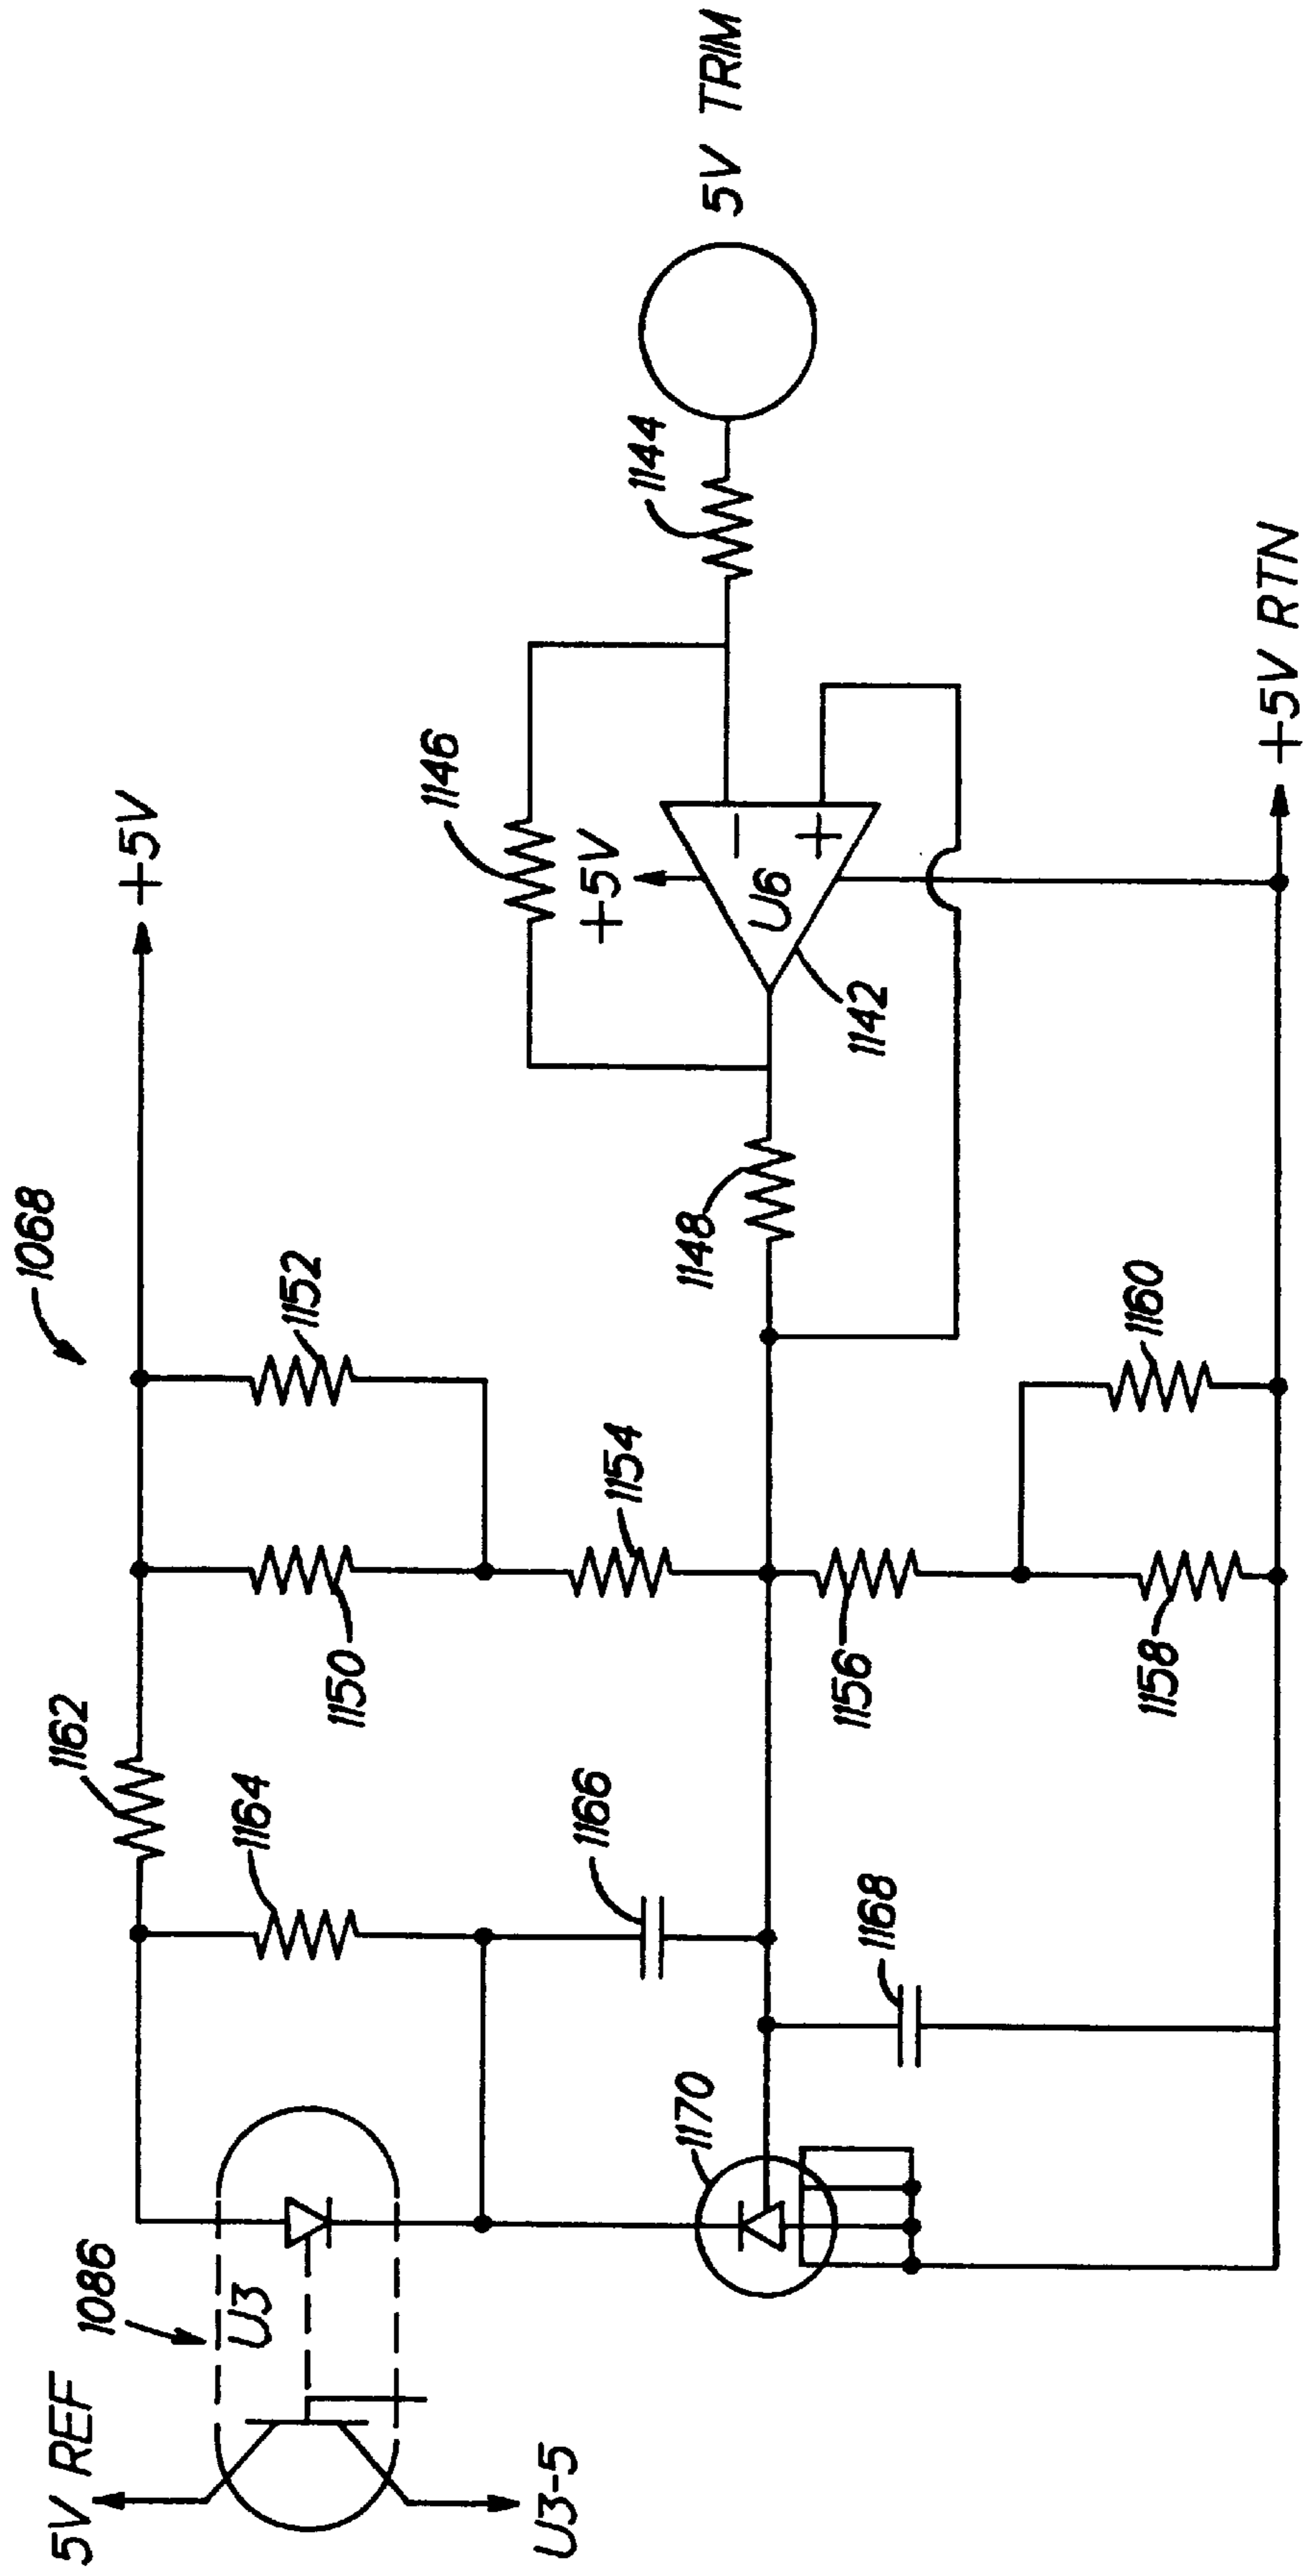 1068
5V REF
1086
U3
U3-5
1162
1164
1150
1152
+5V
1166
1154
1146
+5V
1144
5V TRIM
1170
1148
U6
−
+
1142
1168
1156
1158
1160
+5V RTN